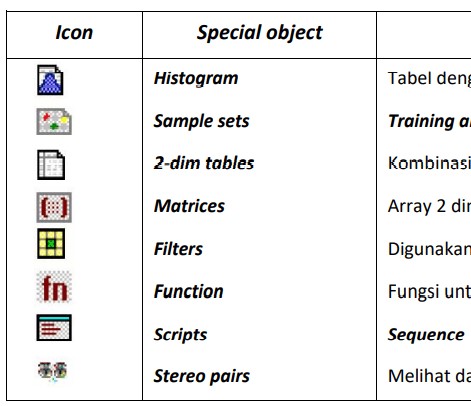 Icon Special object
Histogram Tabel deng
Sample sets Training a
2-dim tables Kombinasi
Matrices Array 2 di
Filters Digunakan
fn Function Fungsi unt
Scripts Sequence
Stereo pairs Melihat da